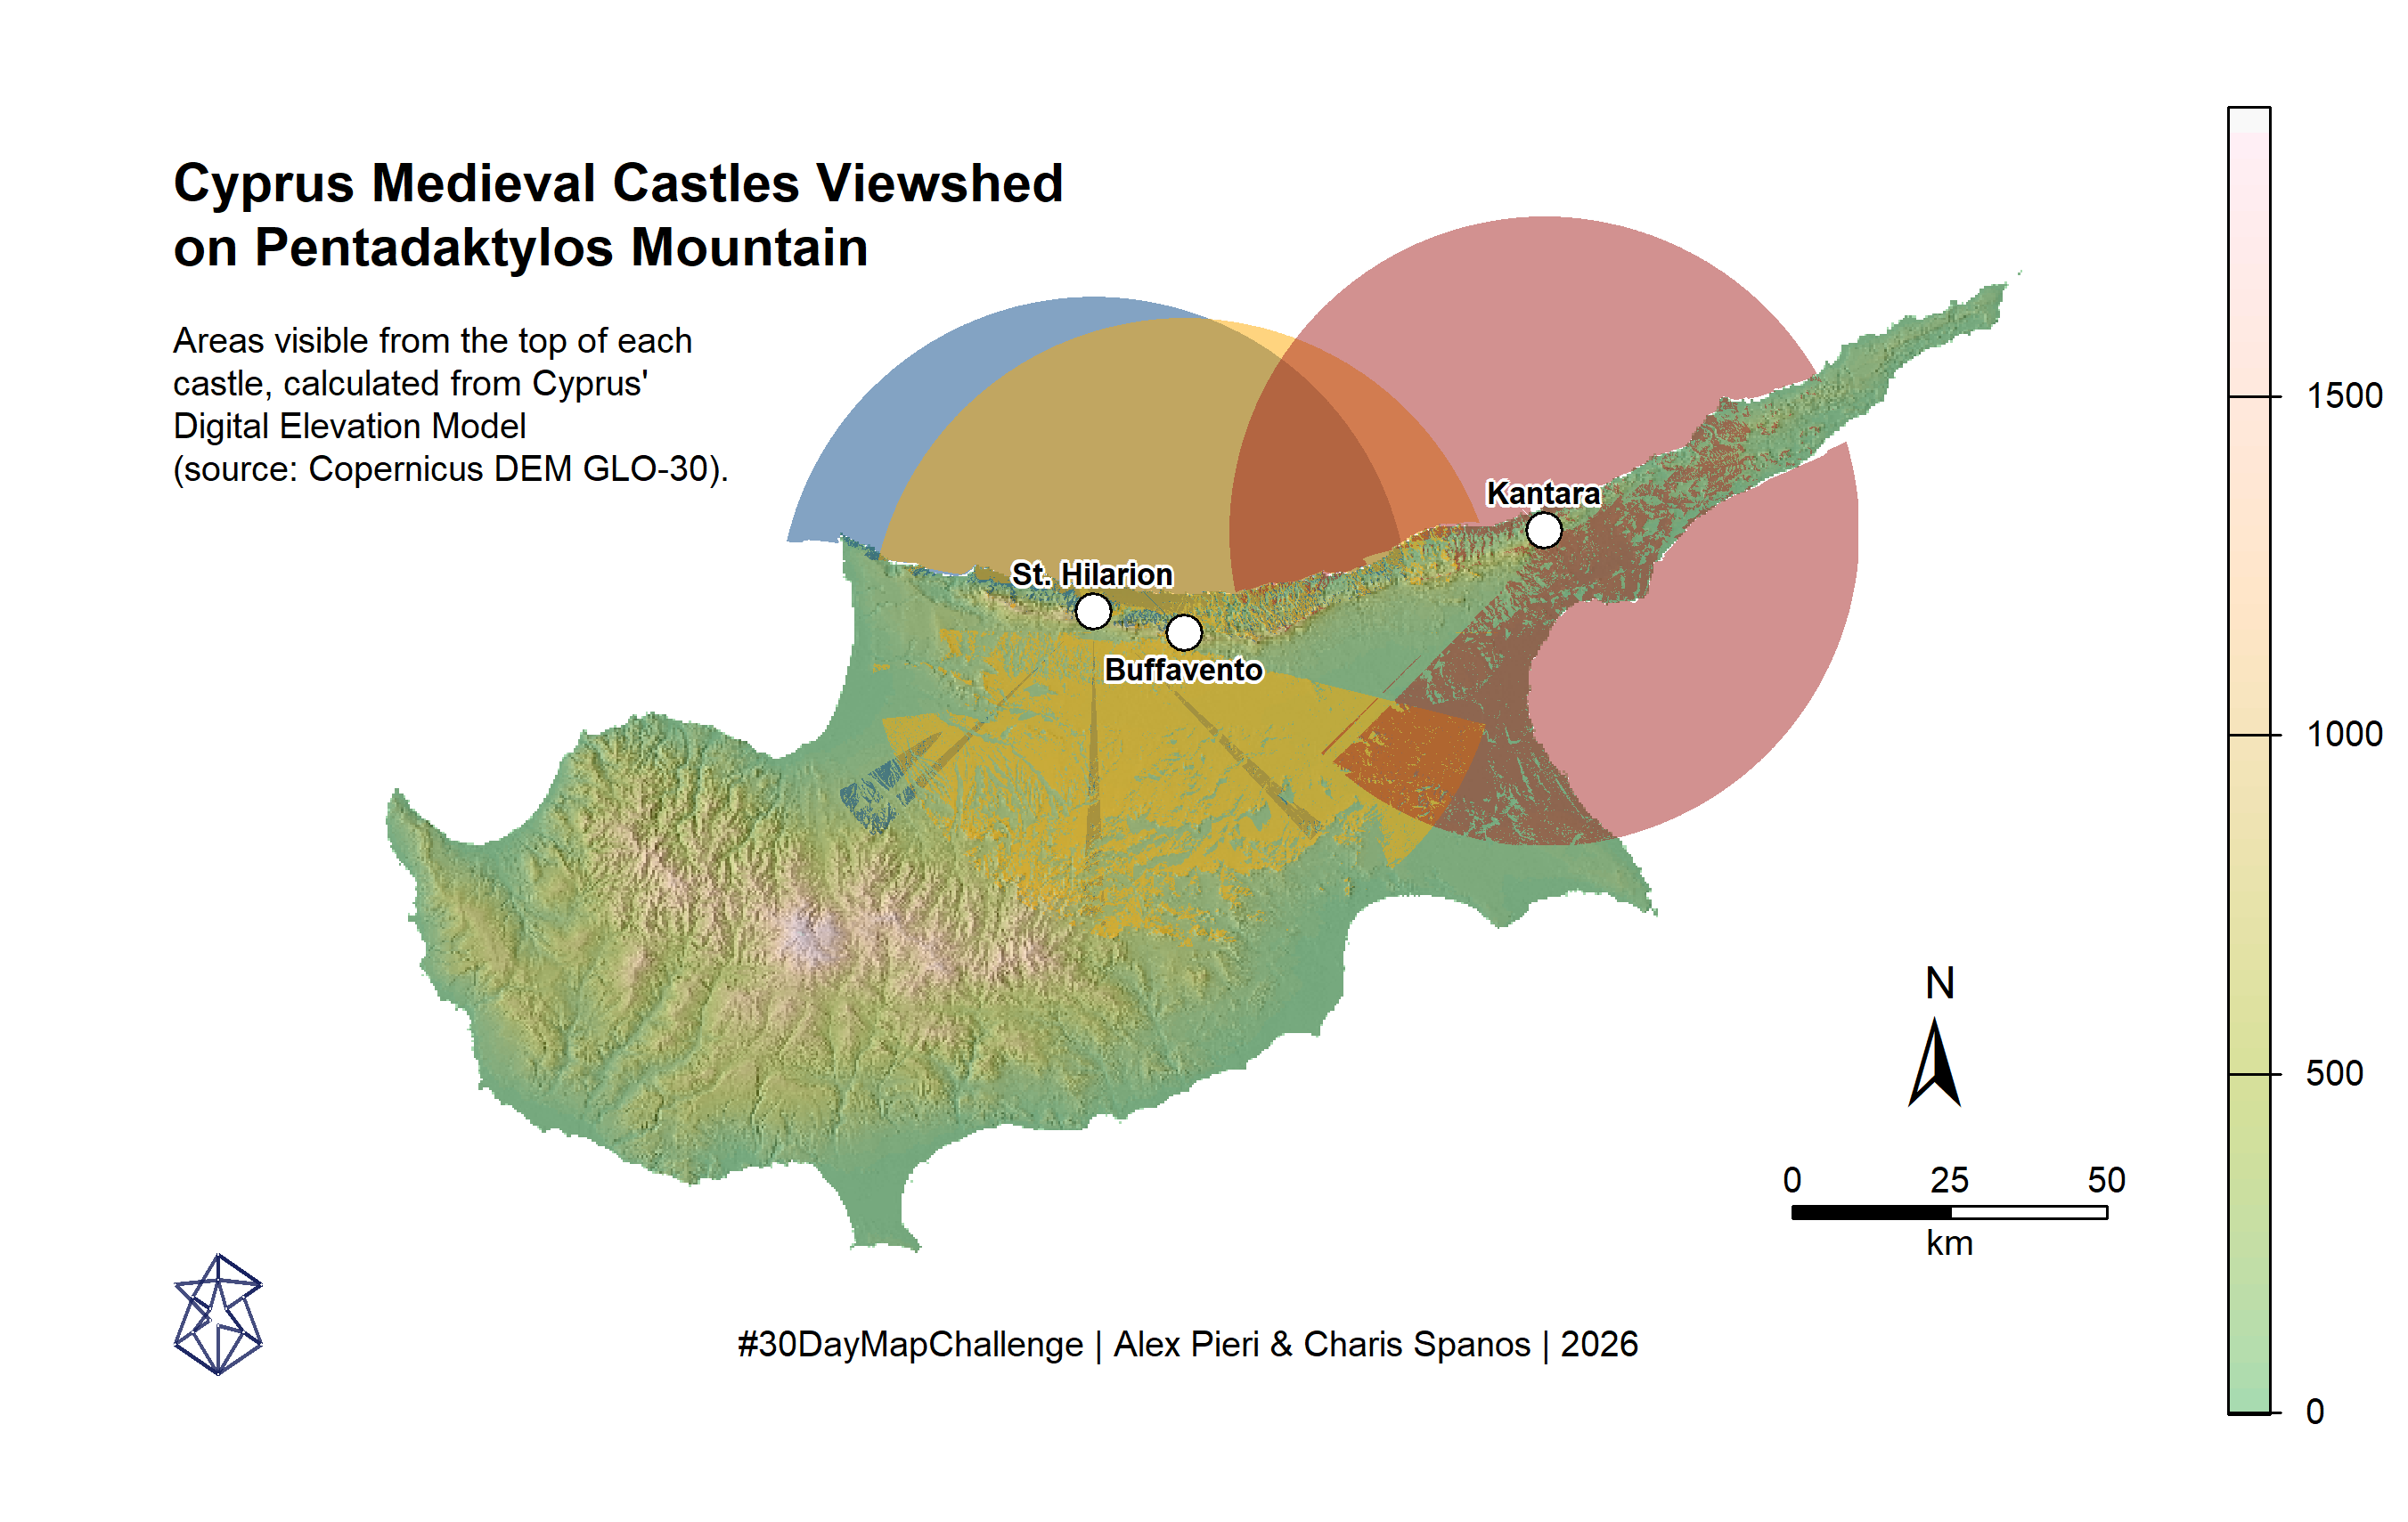 Cyprus Medieval Castles Viewshed
on Pentadaktylos Mountain
Areas visible from the top of each
castle, calculated from Cyprus'
Digital Elevation Model
(source: Copernicus DEM GLO-30).
Kantara
St. Hilarion
Buffavento
1500
1000
500
0
N
0 25 50
km
#30DayMapChallenge | Alex Pieri & Charis Spanos | 2026